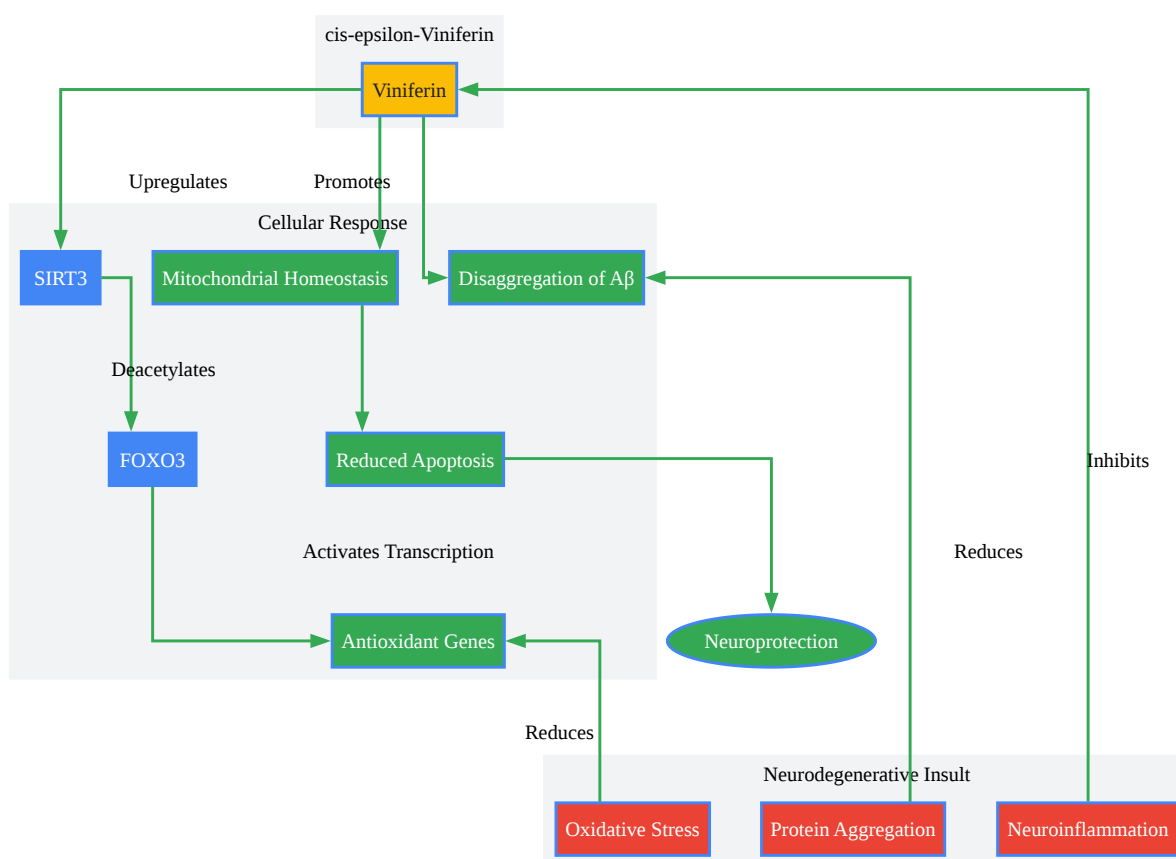 cis-epsilon-Viniferin
Viniferin
Upregulates
Promotes
Cellular Response
SIRT3
Mitochondrial Homeostasis
Disaggregation of Aβ
Deacetylates
FOXO3
Reduced Apoptosis
Inhibits
Activates Transcription
Reduces
Antioxidant Genes
Neuroprotection
Reduces
Neurodegenerative Insult
Oxidative Stress
Protein Aggregation
Neuroinflammation